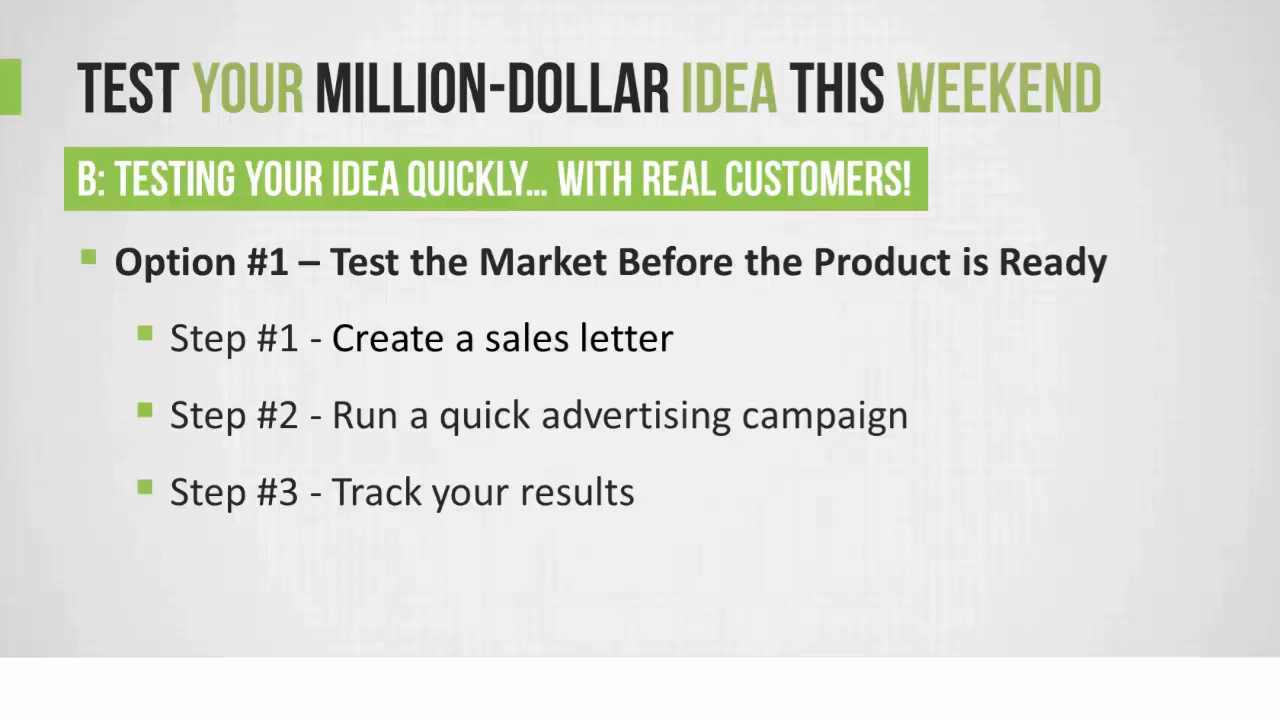 TEST YOUR MILLION-DOLLAR IDEA THIS WEEKEND
B: TESTING YOUR IDEA QUICKLY... WITH REAL CUSTOMERS!
Option #1 – Test the Market Before the Product is Ready
Step #1 - Create a sales letter
Step #2 - Run a quick advertising campaign
Step #3 - Track your results